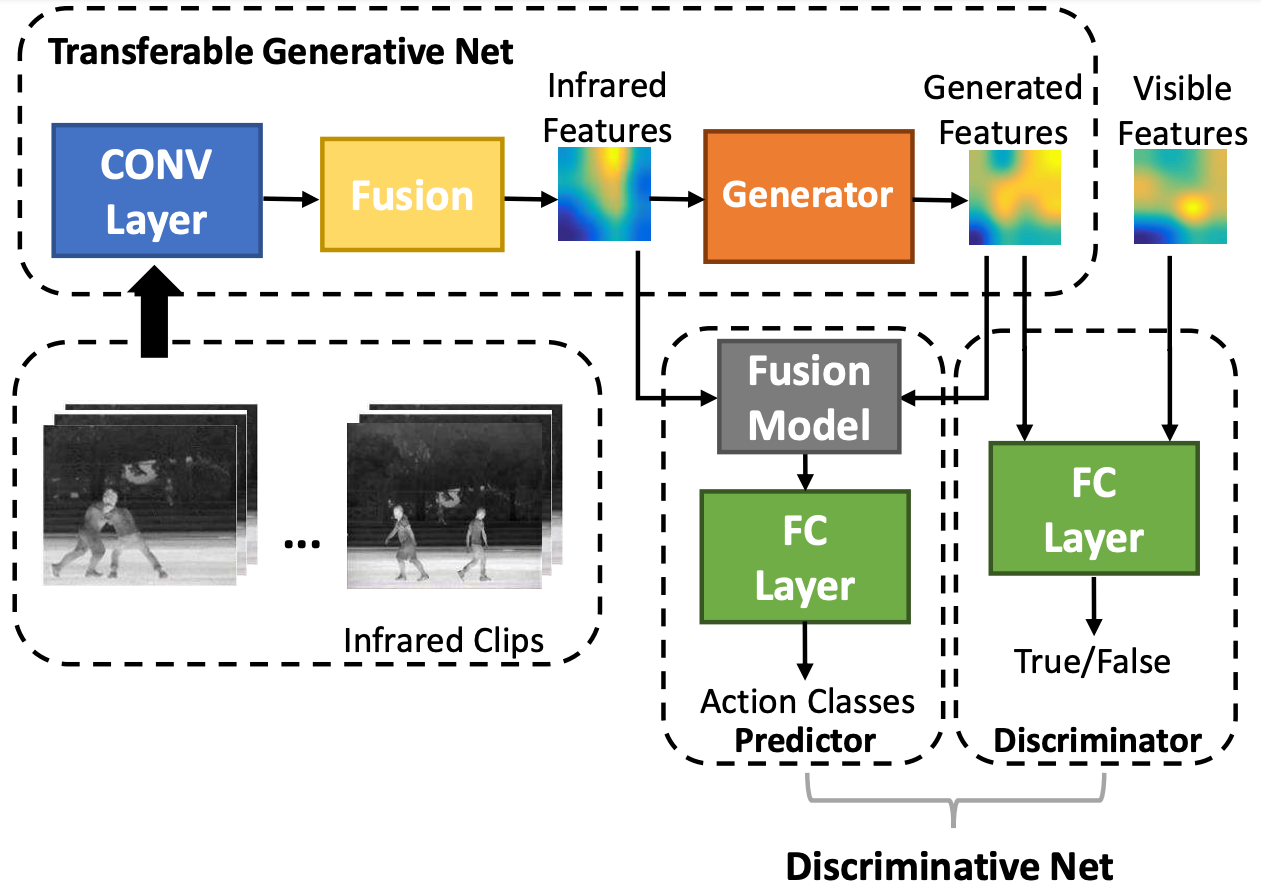 Transferable Generative Net
Infrared
Features
Generated
Features
Visible
Features
CONV
Layer
Fusion
Generator
Infrared Clips
...
Fusion
Model
FC
Layer
Action Classes
Predictor
FC
Layer
True/False
Discriminator
Discriminative Net